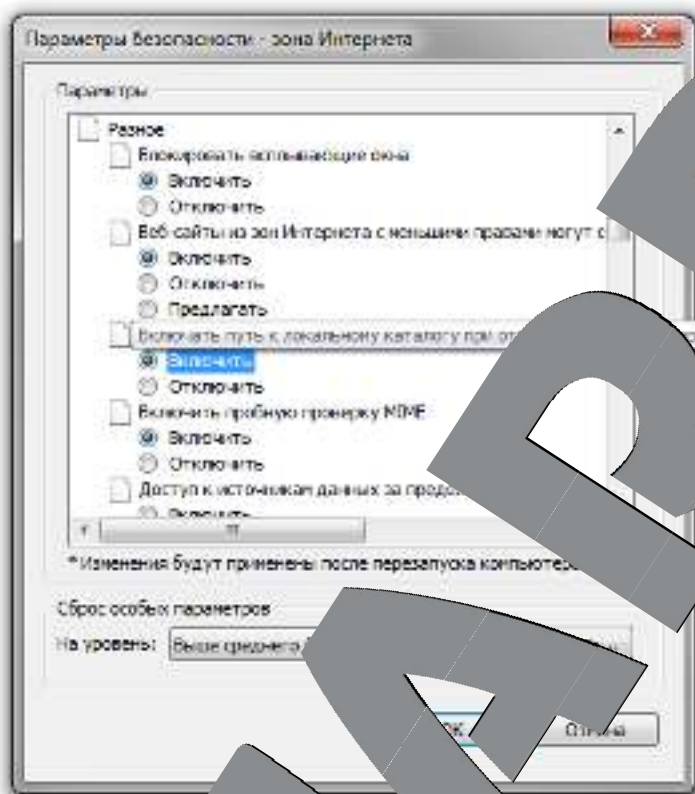 Параметры безопасности - зона Интернета
Параметры
Разное
Блокировать всплывающие окна
Включить
Отключить
Веб-сайты из зон Интернета с меньшими правами могут с
Включить
Отключить
Предлагать
Включать путь к локальному каталогу при
Включить
Отключить
Включить пробную проверку MIME
Включить
Отключить
Доступ к источникам данных за
Включить
*Изменения будут применены после перезапуска
Сброс особых параметров
На уровень: Выше среднего
Отмена